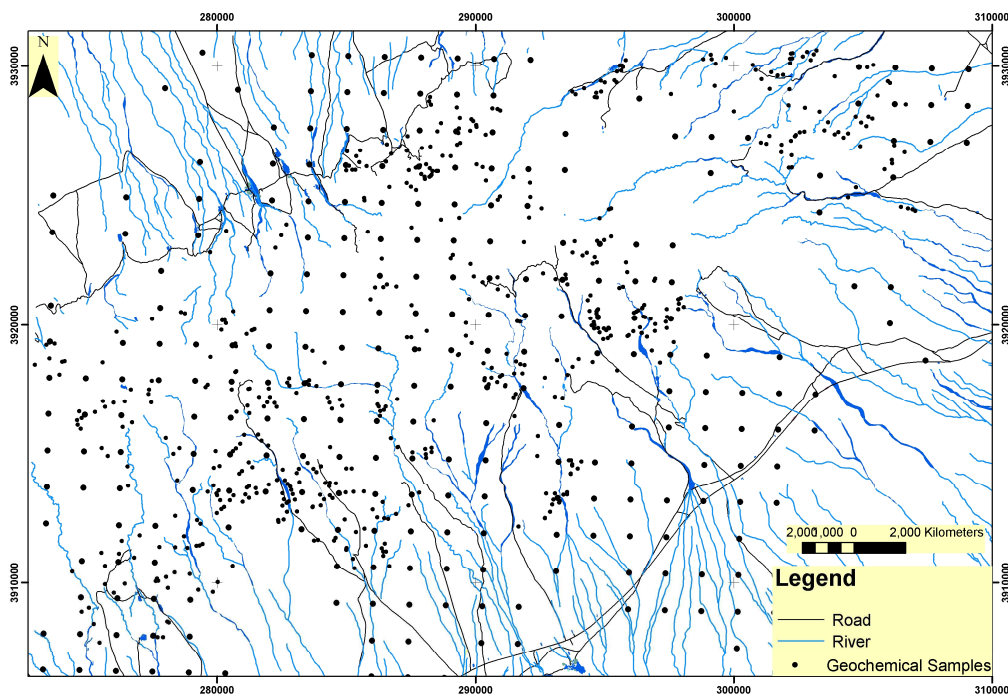 280000 290000 300000 310000
N
3930000 3930000
3920000 3920000
3910000 3910000
2,000 1,000 0 2,000 Kilometers
Legend
Road
River
Geochemical Samples
280000 290000 300000